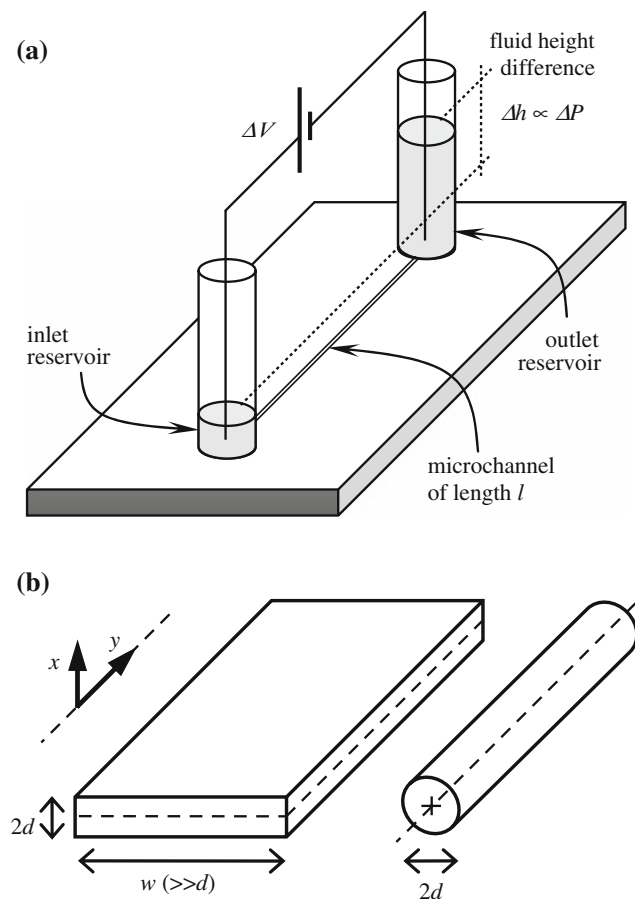 (a)
fluid height
difference
ΔV
Δh ∝ ΔP
inlet
reservoir
outlet
reservoir
microchannel
of length l
(b)
x
y
2d
w (>>d)
2d